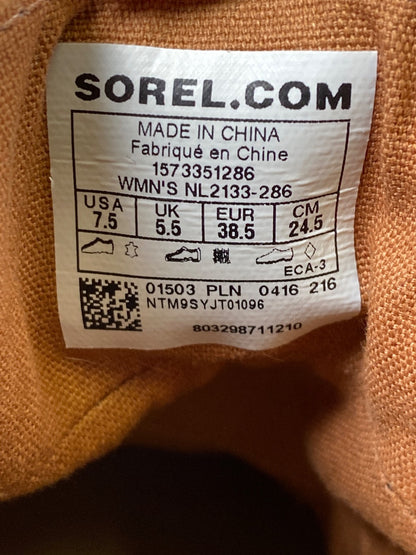 SOREL.COM
MADE IN CHINA
Fabriqué en Chine
1573351286
WMN'S NL2133-286
USA UK EUR CM
7.5 5.5 38.5 24.5
ECA-3
01503 PLN 0416 216
NTM9SYJT01096
803298711210